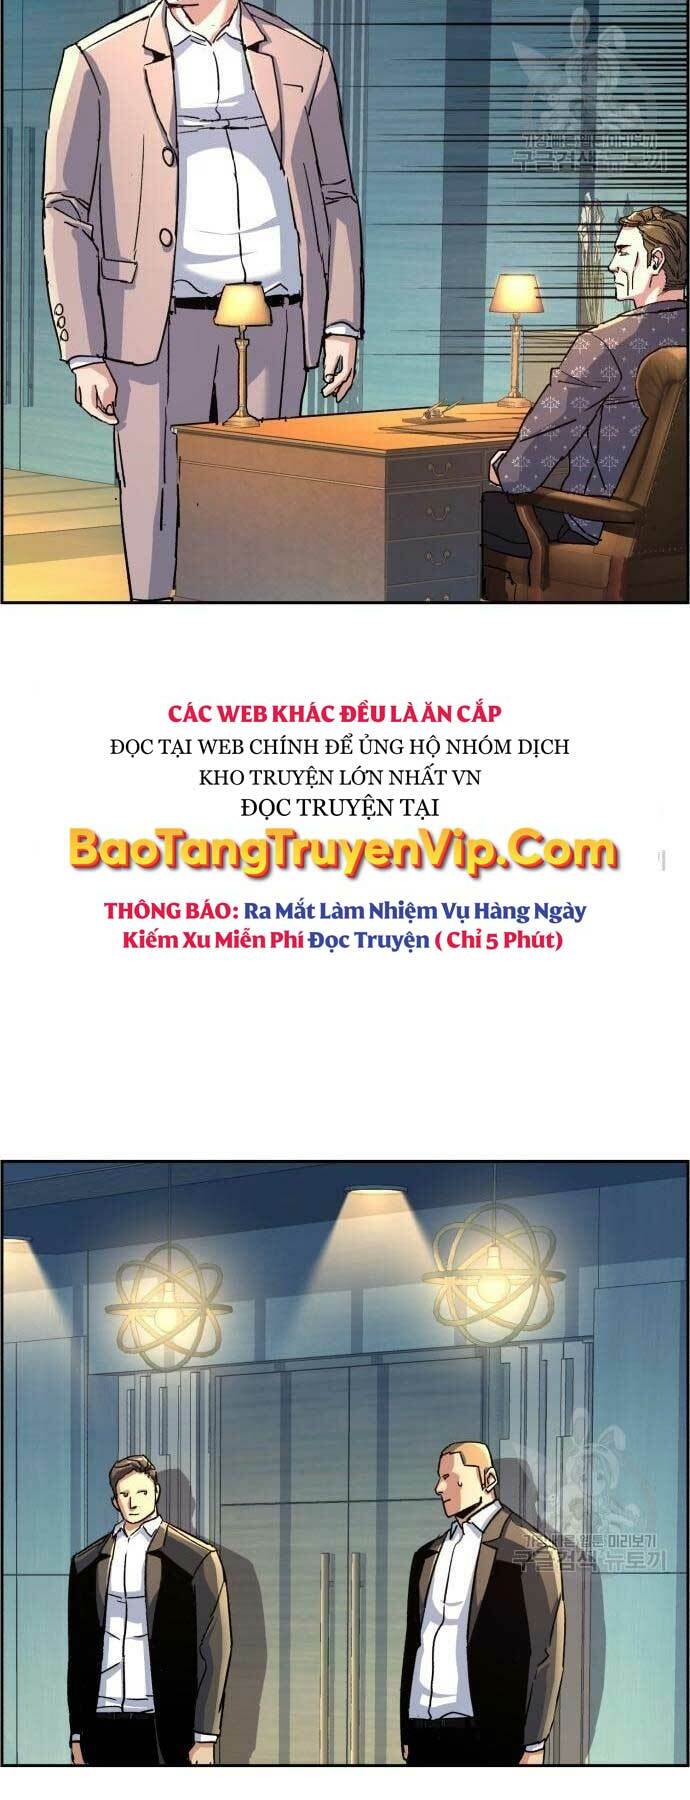 가장 빠른 웹툰 미리보기
구글검색 뉴토끼
CÁC WEB KHÁC ĐỀU LÀ ĂN CẮP
ĐỌC TẠI WEB CHÍNH ĐỂ ỦNG HỘ NHÓM DỊCH
KHO TRUYỆN LỚN NHẤT VN
ĐỌC TRUYỆN TẠI
BaoTangTruyenVip.Com
THÔNG BÁO: Ra Mắt Làm Nhiệm Vụ Hàng Ngày
Kiếm Xu Miễn Phí Đọc Truyện ( Chỉ 5 Phút)
가장 빠른 웹툰 미리보기
구글검색 뉴토끼